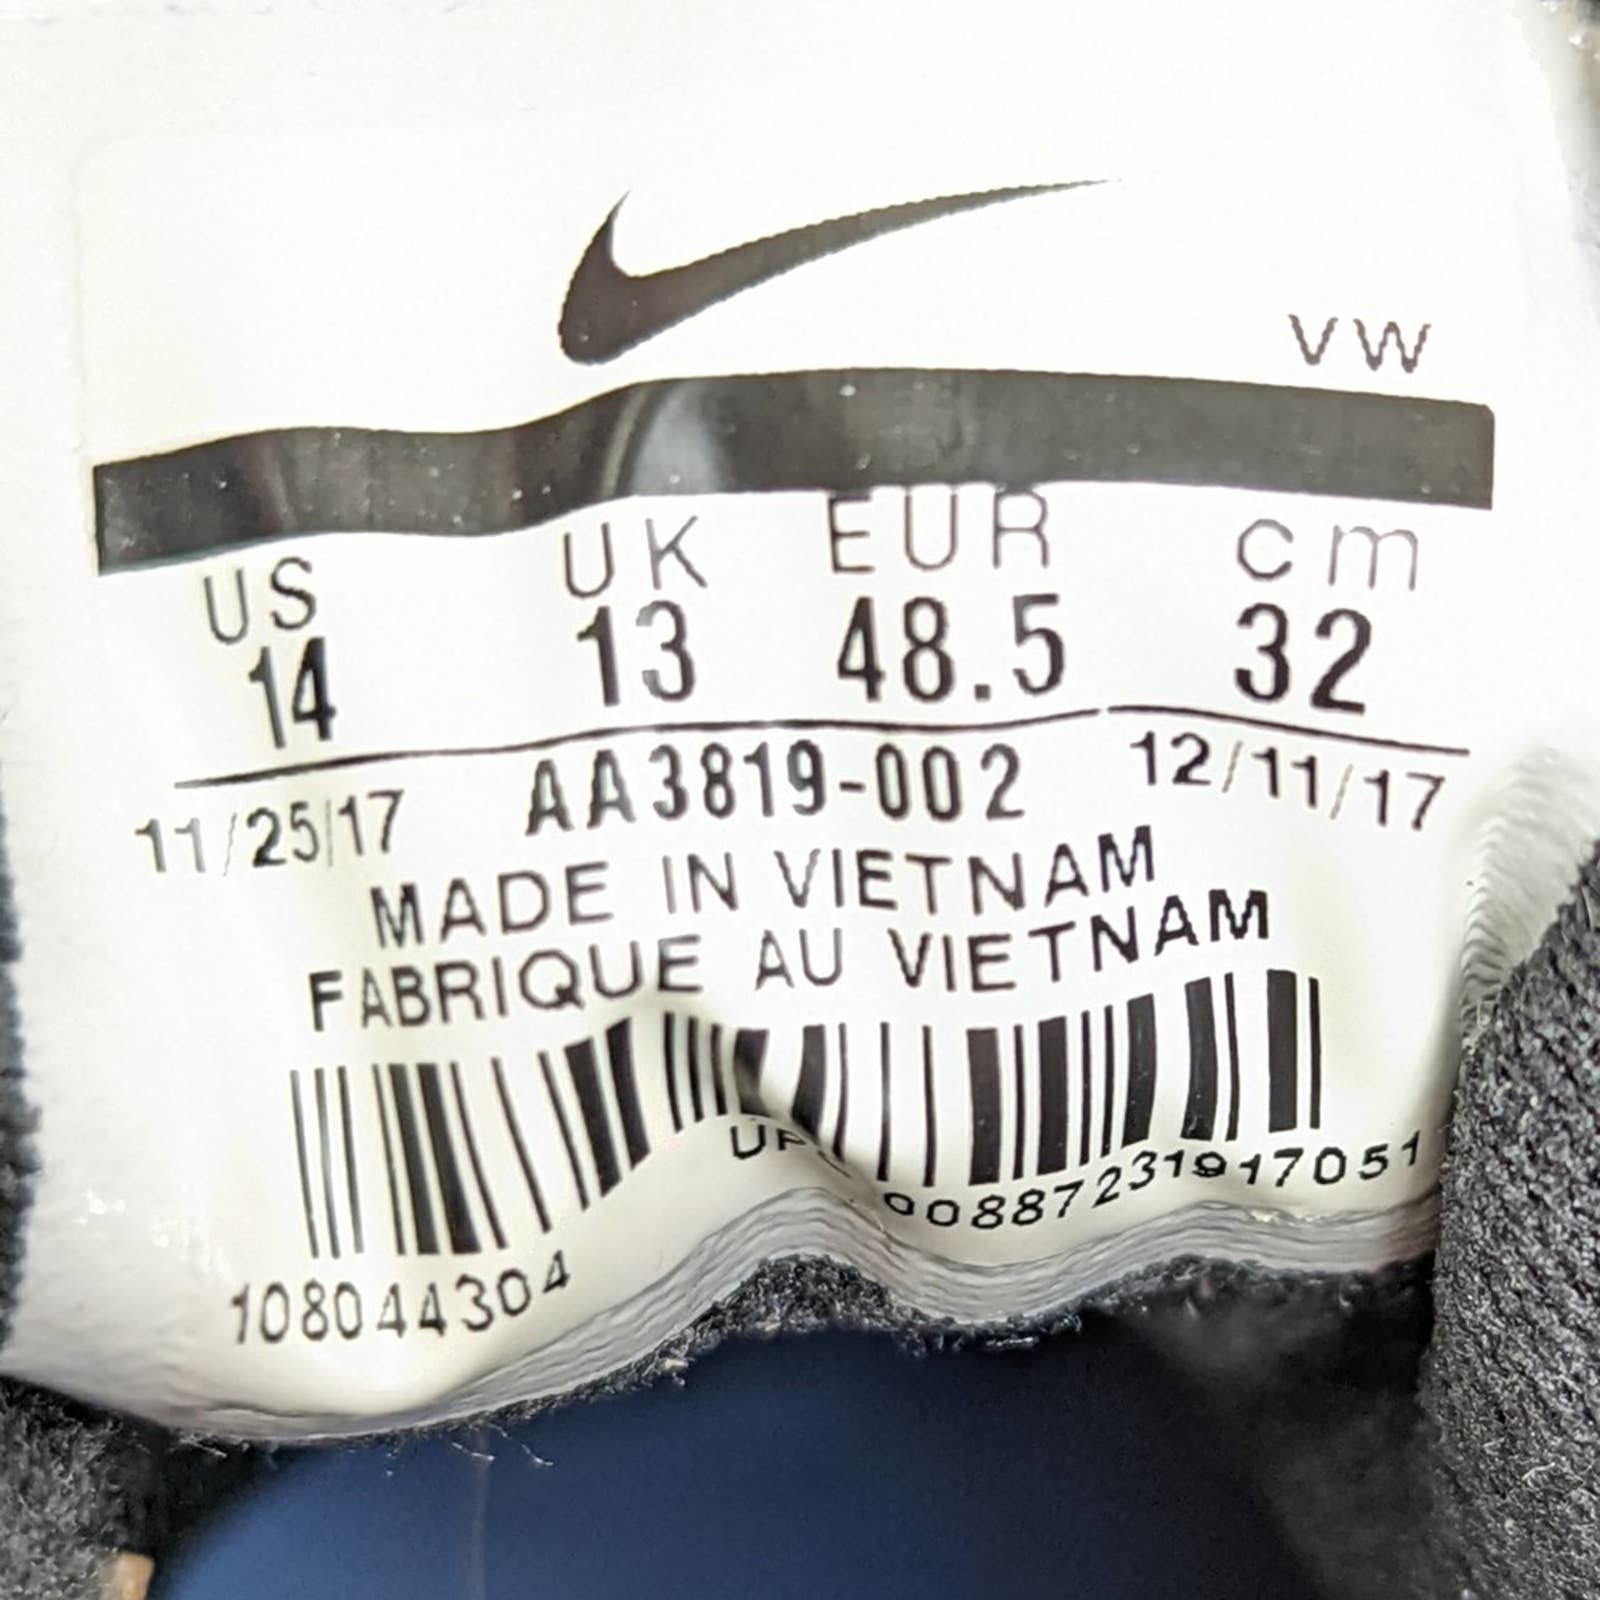 VW
US UK EUR cm
14 13 48.5 32
11/25/17 AA3819-002 12/11/17
MADE IN VIETNAM
FABRIQUE AU VIETNAM
00887231917051
108044304